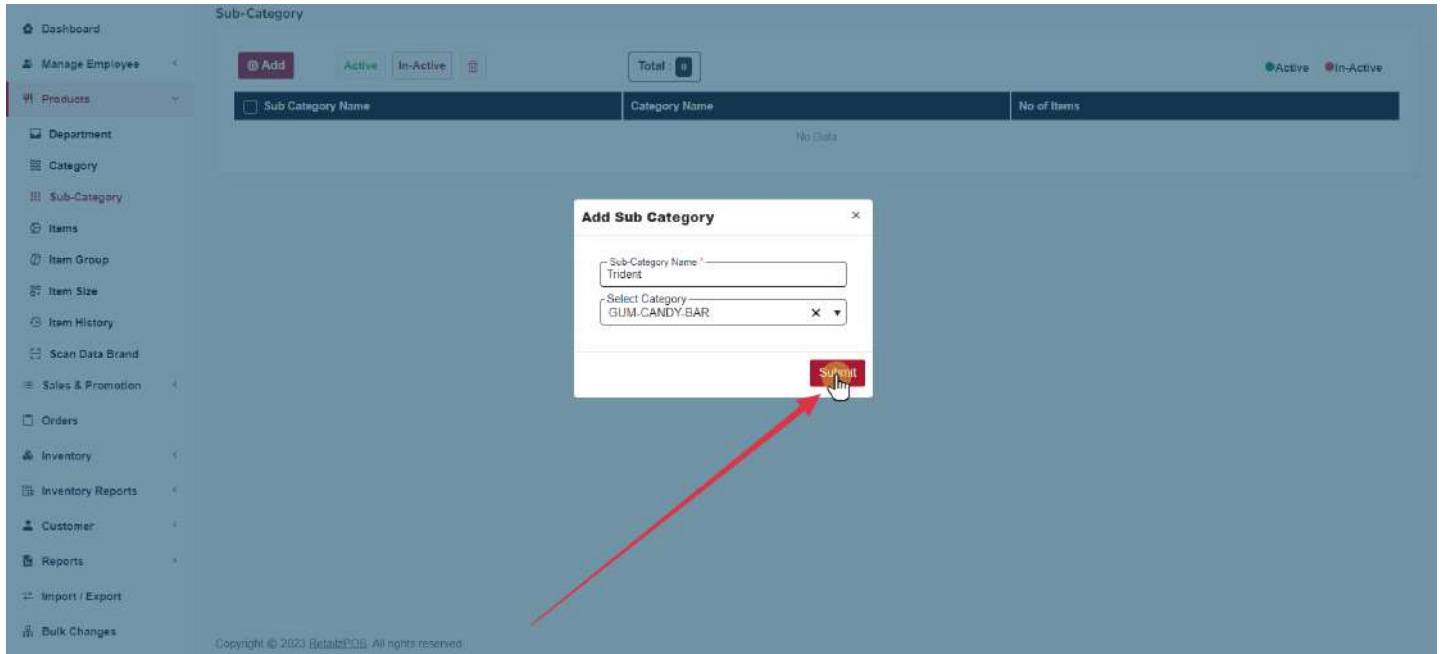 Sub-Category
Dashboard
Manage Employee
Products
Department
Category
Sub-Category
Items
Item Group
Item Size
Item History
Scan Data Brand
Sales & Promotion
Orders
Inventory
Inventory Reports
Customer
Reports
Import / Export
Bulk Changes
Add Active In-Active Total : 0 Active In-Active
Sub Category Name Category Name No of Items
No Data
Add Sub Category ×
Sub-Category Name *
Trident
Select Category
GUM-CANDY-BAR
Submit
Copyright © 2023 RetailzPOS. All rights reserved.